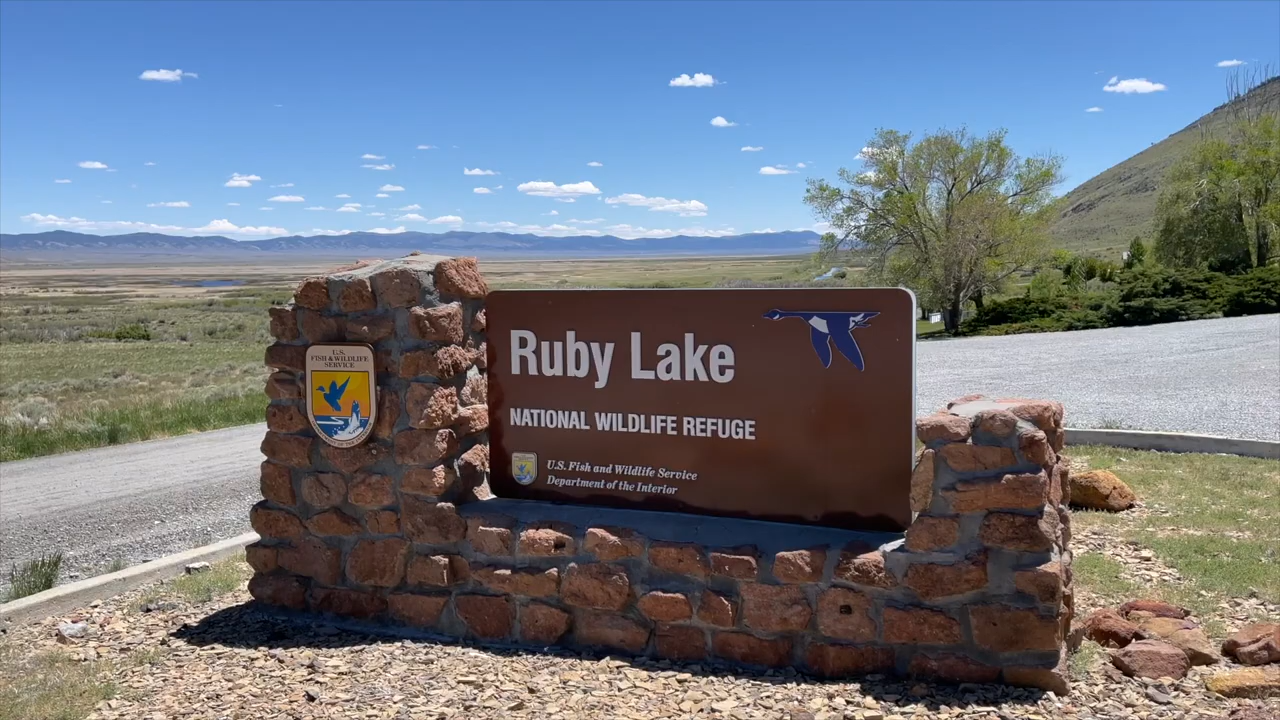 U.S.
FISH & WILDLIFE
SERVICE
Ruby Lake
NATIONAL WILDLIFE REFUGE
U.S. Fish and Wildlife Service
Department of the Interior